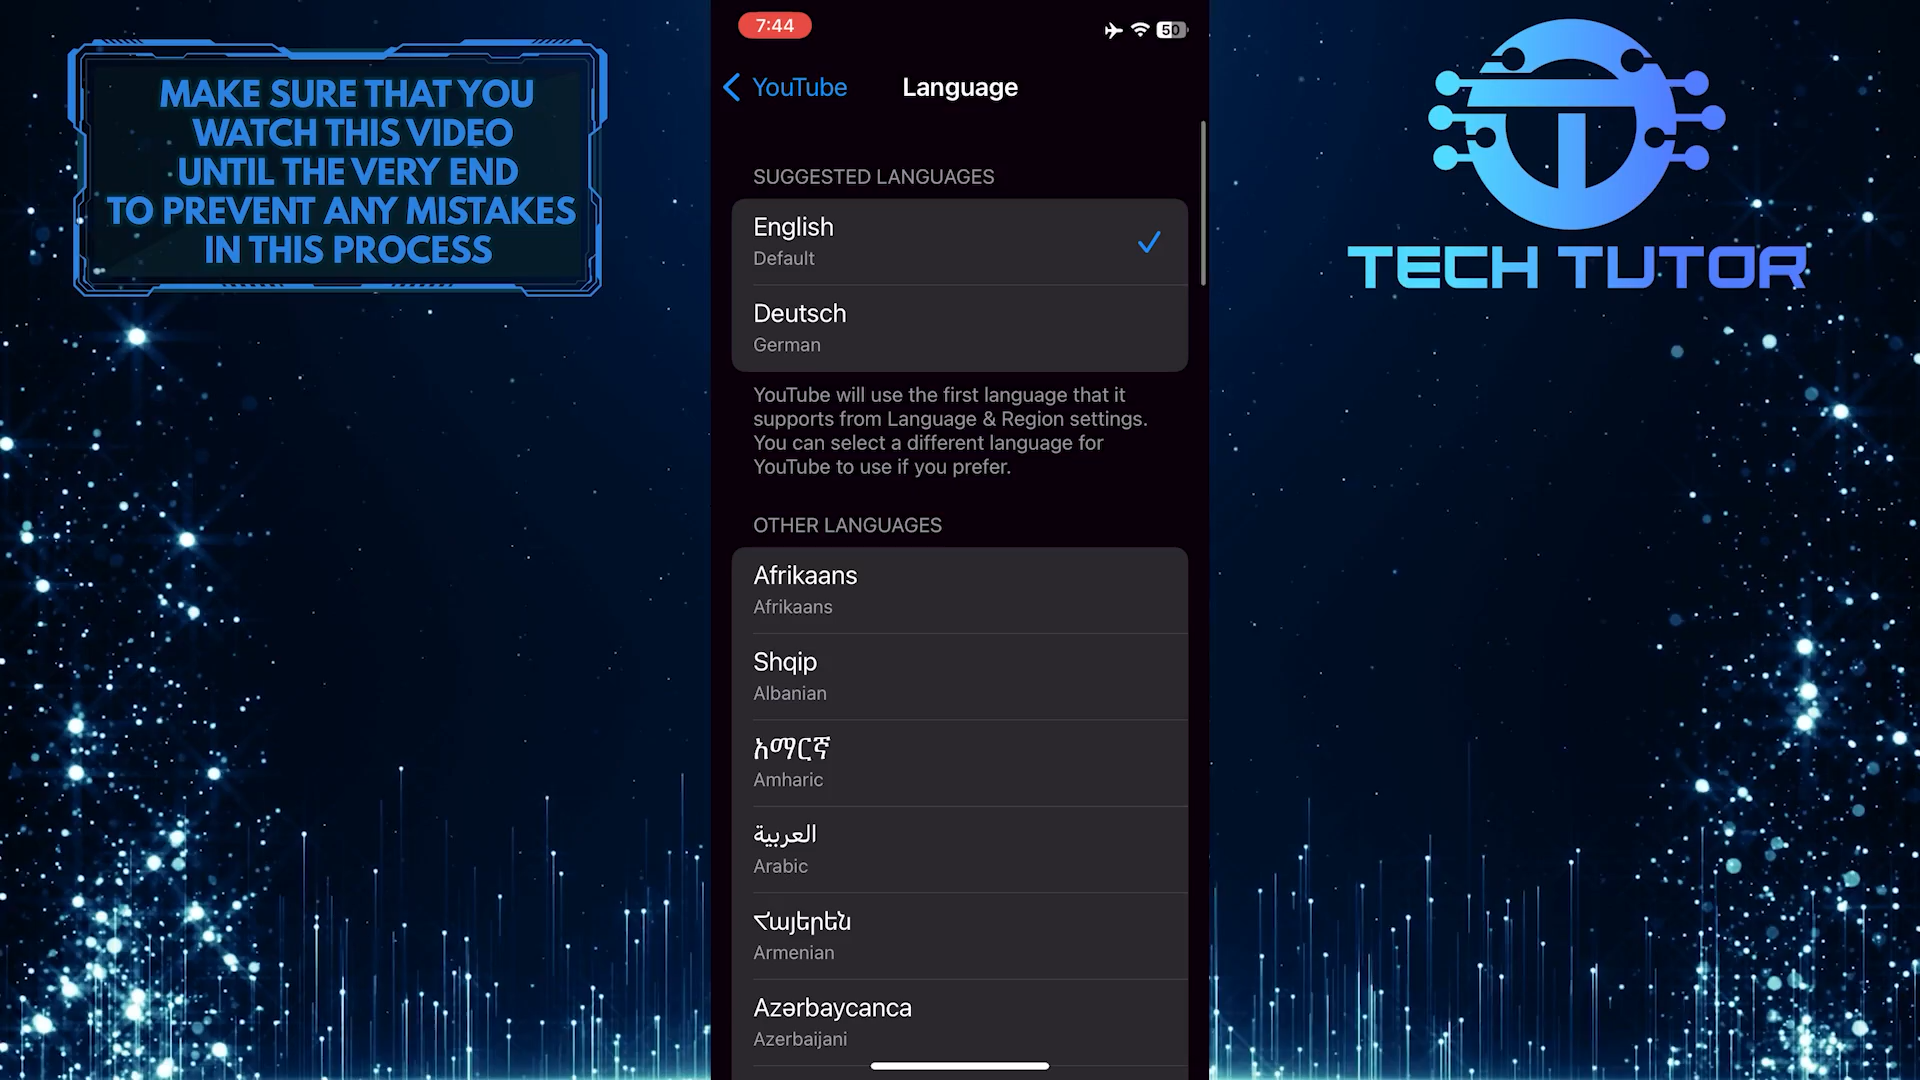 MAKE SURE THAT YOU
WATCH THIS VIDEO
UNTIL THE VERY END
TO PREVENT ANY MISTAKES
IN THIS PROCESS
7:44
50
YouTube
Language
SUGGESTED LANGUAGES
English
Default
Deutsch
German
YouTube will use the first language that it
supports from Language & Region settings.
You can select a different language for
YouTube to use if you prefer.
OTHER LANGUAGES
Afrikaans
Afrikaans
Shqip
Albanian
አማርኛ
Amharic
العربية
Arabic
Հայերեն
Armenian
Azərbaycanca
Azerbaijani
TECH TUTOR